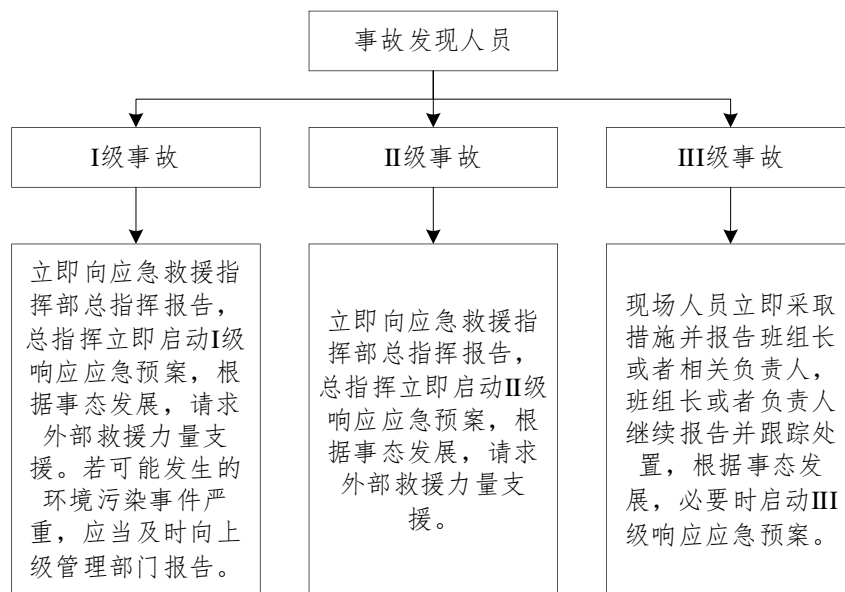 事故发现人员
I级事故
II级事故
III级事故
立即向应急救援指
挥部总指挥报告，
总指挥立即启动I级
响应应急预案，根
据事态发展，请求
外部救援力量支
援。若可能发生的
环境污染事件严
重，应当及时向上
级管理部门报告。
立即向应急救援指
挥部总指挥报告，
总指挥立即启动II级
响应应急预案，根
据事态发展，请求
外部救援力量支
援。
现场人员立即采取
措施并报告班组长
或者相关负责人，
班组长或者负责人
继续报告并跟踪处
置，根据事态发
展，必要时启动III
级响应应急预案。